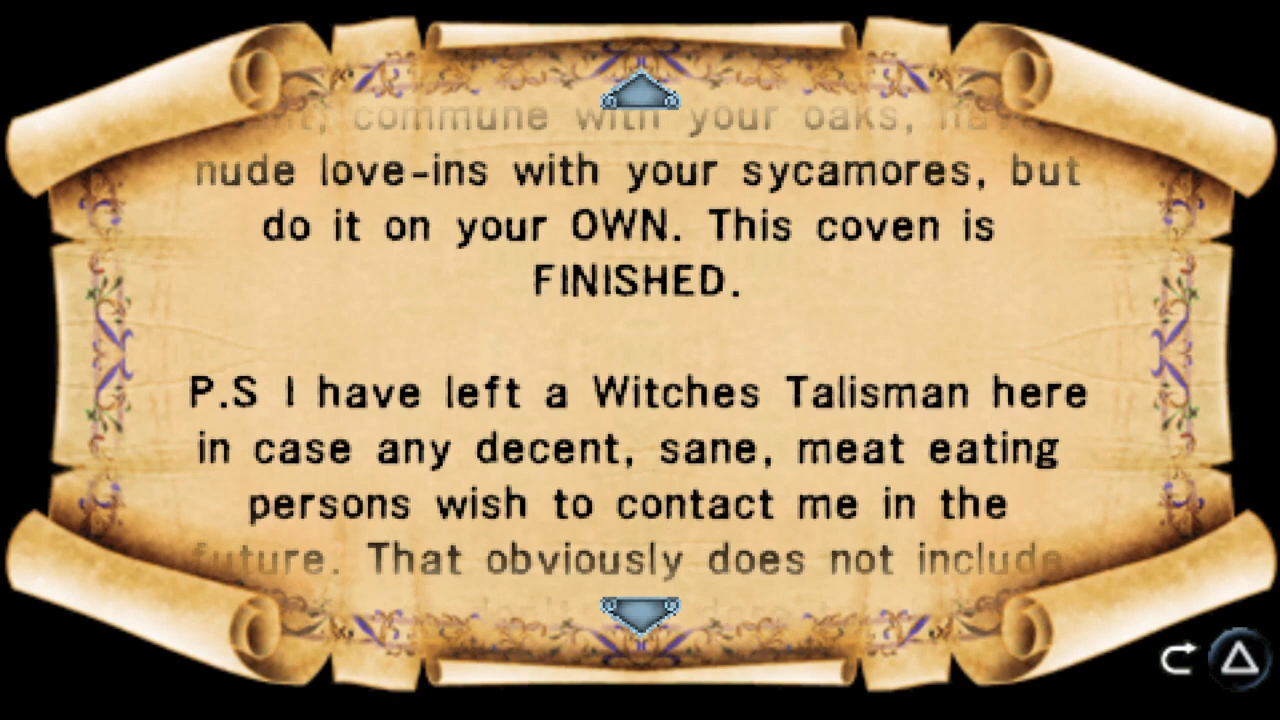 commune with your oaks,
nude love-ins with your sycamores, but
do it on your OWN. This coven is
FINISHED.
P.S I have left a Witches Talisman here
in case any decent, sane, meat eating
persons wish to contact me in the
future. That obviously does not include